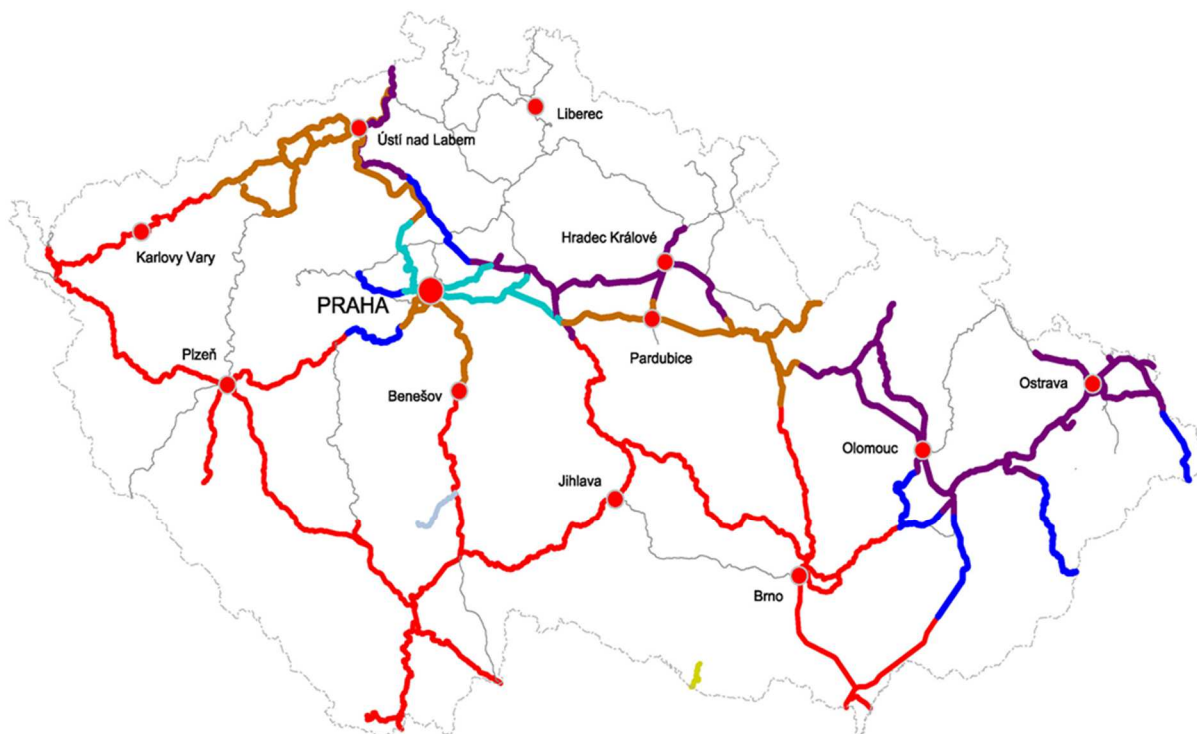 Liberec
Ústí nad Labem
Hradec Králové
Karlovy Vary
PRAHA
Pardubice
Plzeň
Ostrava
Benešov
Olomouc
Jihlava
Brno